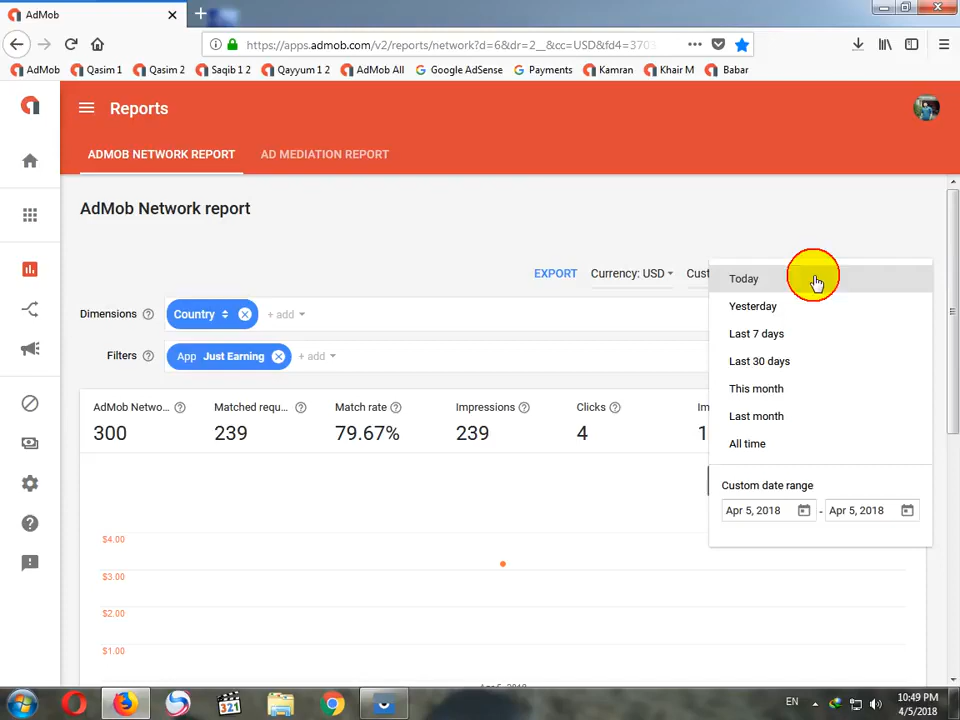 AdMob
https://apps.admob.com/v2/reports/network?d=6&dr=2__&cc=USD&fd4=3703
AdMob Qasim 1 Qasim 2 Saqib 1 2 Qayyum 1 2 AdMob All Google AdSense Payments Kamran Khair M Babar
Reports
ADMOB NETWORK REPORT AD MEDIATION REPORT
AdMob Network report
EXPORT Currency: USD Cust
Today
Yesterday
Last 7 days
Last 30 days
This month
Last month
All time
Custom date range
Apr 5, 2018 - Apr 5, 2018
Dimensions Country + add
Filters App Just Earning + add
AdMob Netwo... Matched requ... Match rate Impressions Clicks Im
300 239 79.67% 239 4 1
$4.00
$3.00
$2.00
$1.00
EN 10:49 PM
4/5/2018
321